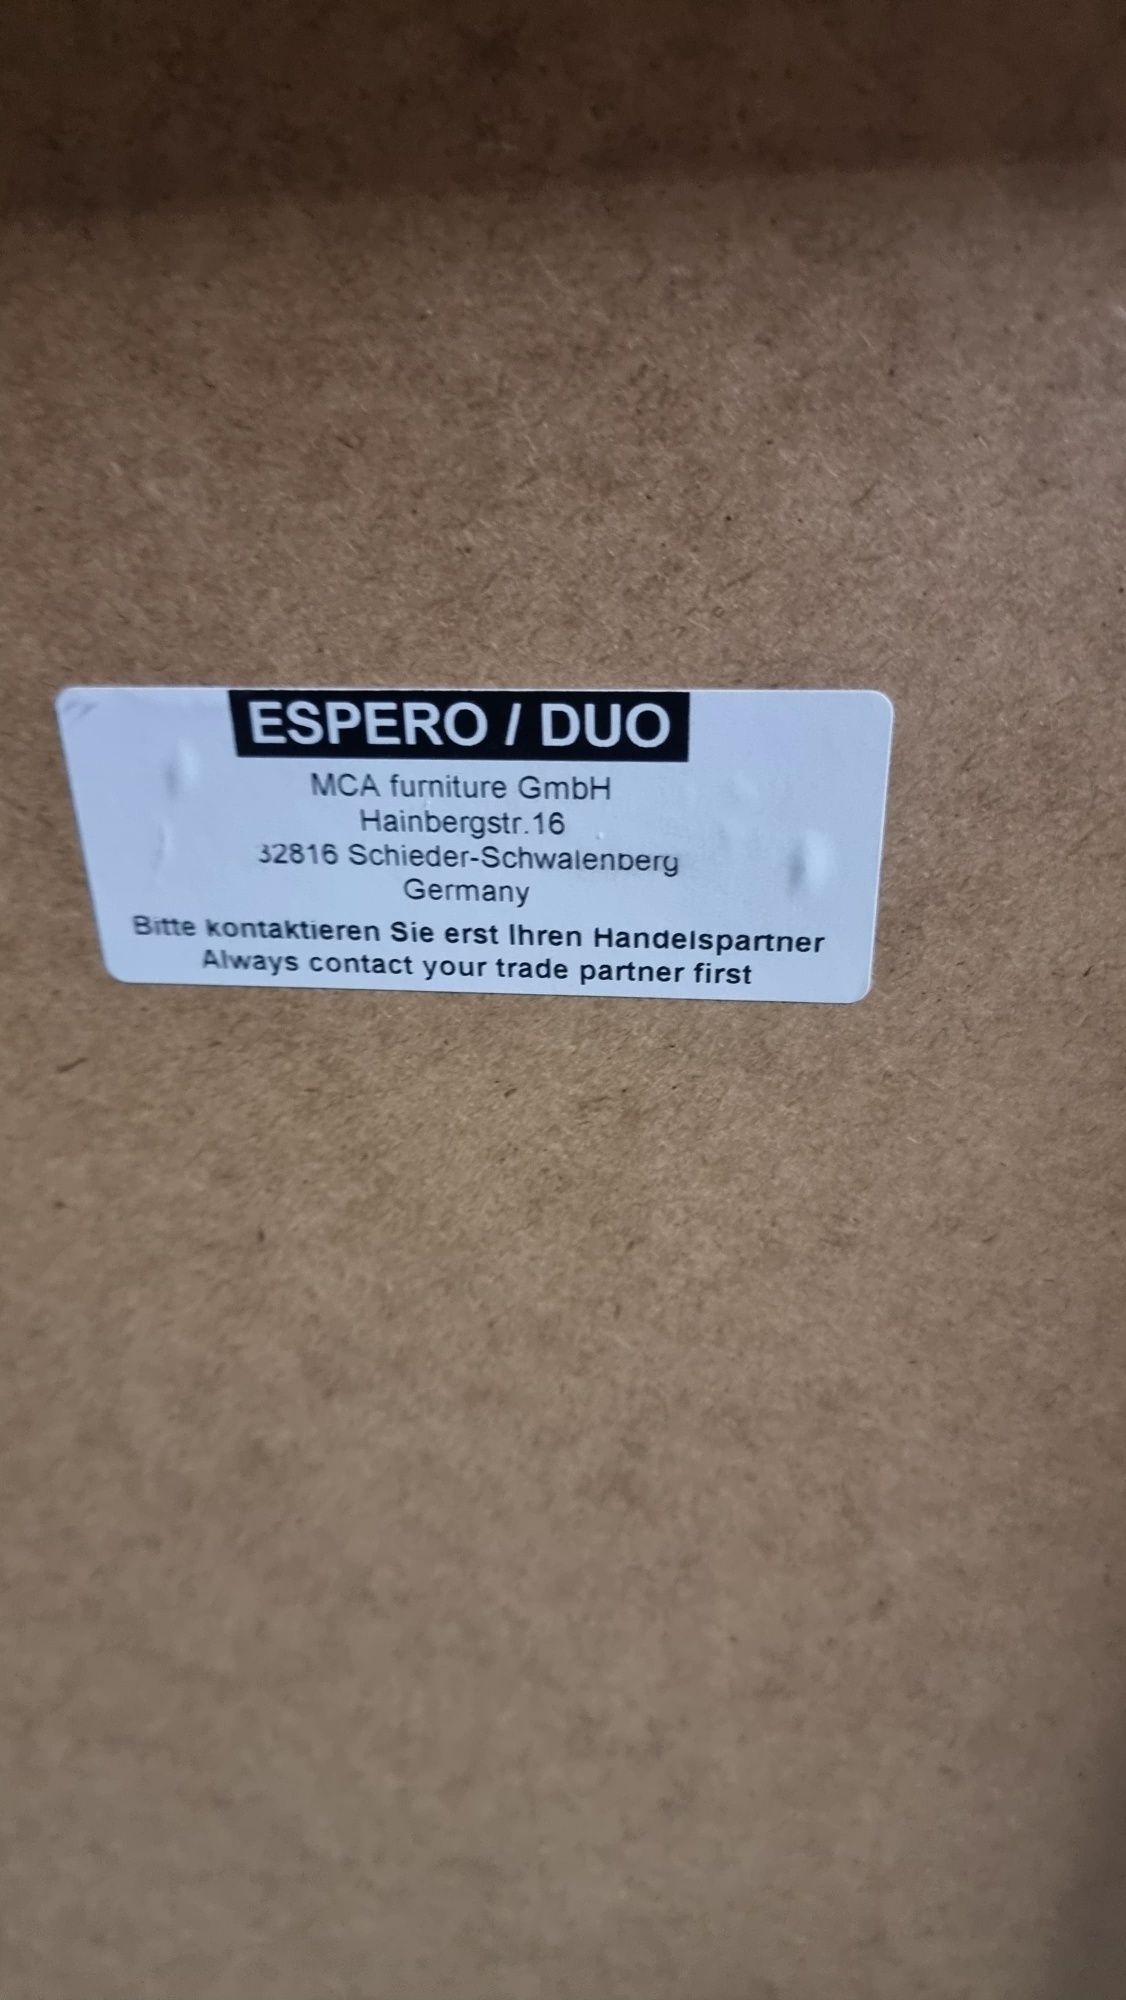 ESPERO / DUO
MCA furniture GmbH
Hainbergstr.16
32816 Schieder-Schwalenberg
Germany
Bitte kontaktieren Sie erst Ihren Handelspartner
Always contact your trade partner first